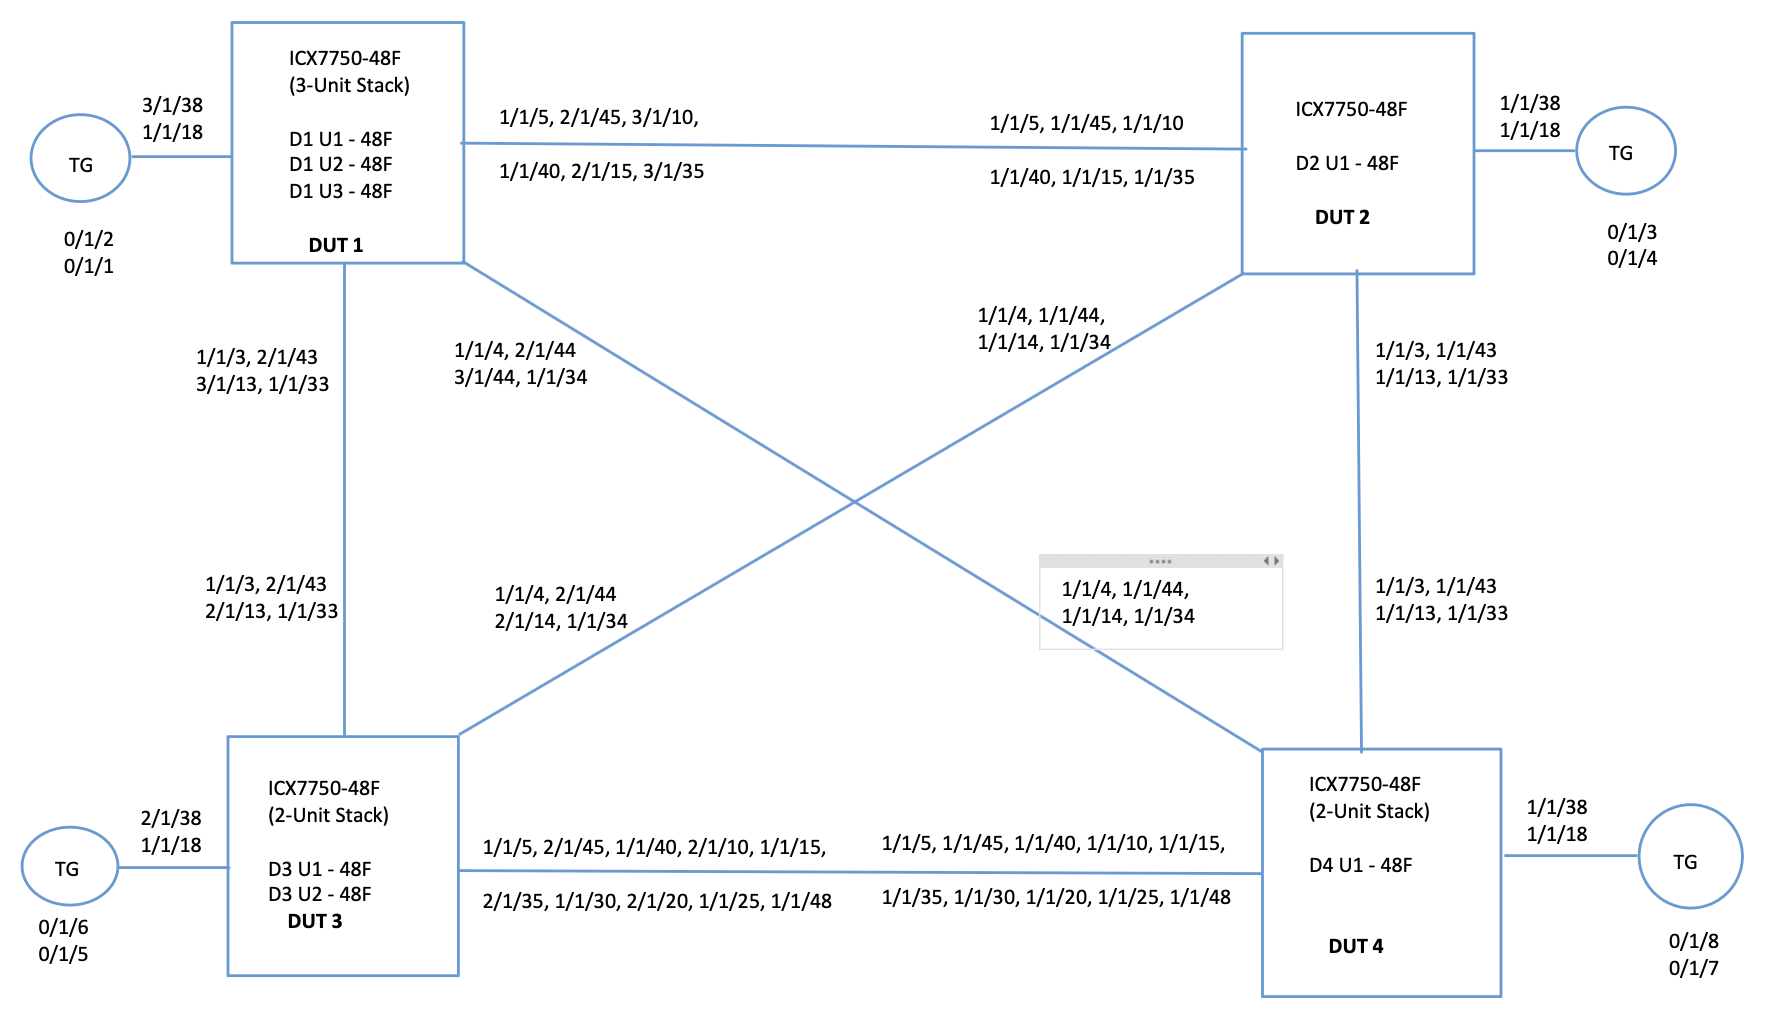 ICX7750-48F
(3-Unit Stack)
D1 U1 - 48F
D1 U2 - 48F
D1 U3 - 48F
DUT 1
3/1/38
1/1/18
TG
0/1/2
0/1/1
1/1/5, 2/1/45, 3/1/10,
1/1/40, 2/1/15, 3/1/35
1/1/5, 1/1/45, 1/1/10
1/1/40, 1/1/15, 1/1/35
ICX7750-48F
D2 U1 - 48F
DUT 2
1/1/38
1/1/18
TG
0/1/3
0/1/4
1/1/3, 2/1/43
3/1/13, 1/1/33
1/1/4, 2/1/44
3/1/44, 1/1/34
1/1/4, 1/1/44,
1/1/14, 1/1/34
1/1/3, 1/1/43
1/1/13, 1/1/33
1/1/3, 2/1/43
2/1/13, 1/1/33
1/1/4, 2/1/44
2/1/14, 1/1/34
1/1/4, 1/1/44,
1/1/14, 1/1/34
1/1/3, 1/1/43
1/1/13, 1/1/33
ICX7750-48F
(2-Unit Stack)
D3 U1 - 48F
D3 U2 - 48F
DUT 3
2/1/38
1/1/18
TG
0/1/6
0/1/5
1/1/5, 2/1/45, 1/1/40, 2/1/10, 1/1/15,
2/1/35, 1/1/30, 2/1/20, 1/1/25, 1/1/48
1/1/5, 1/1/45, 1/1/40, 1/1/10, 1/1/15,
1/1/35, 1/1/30, 1/1/20, 1/1/25, 1/1/48
ICX7750-48F
(2-Unit Stack)
D4 U1 - 48F
DUT 4
1/1/38
1/1/18
TG
0/1/8
0/1/7